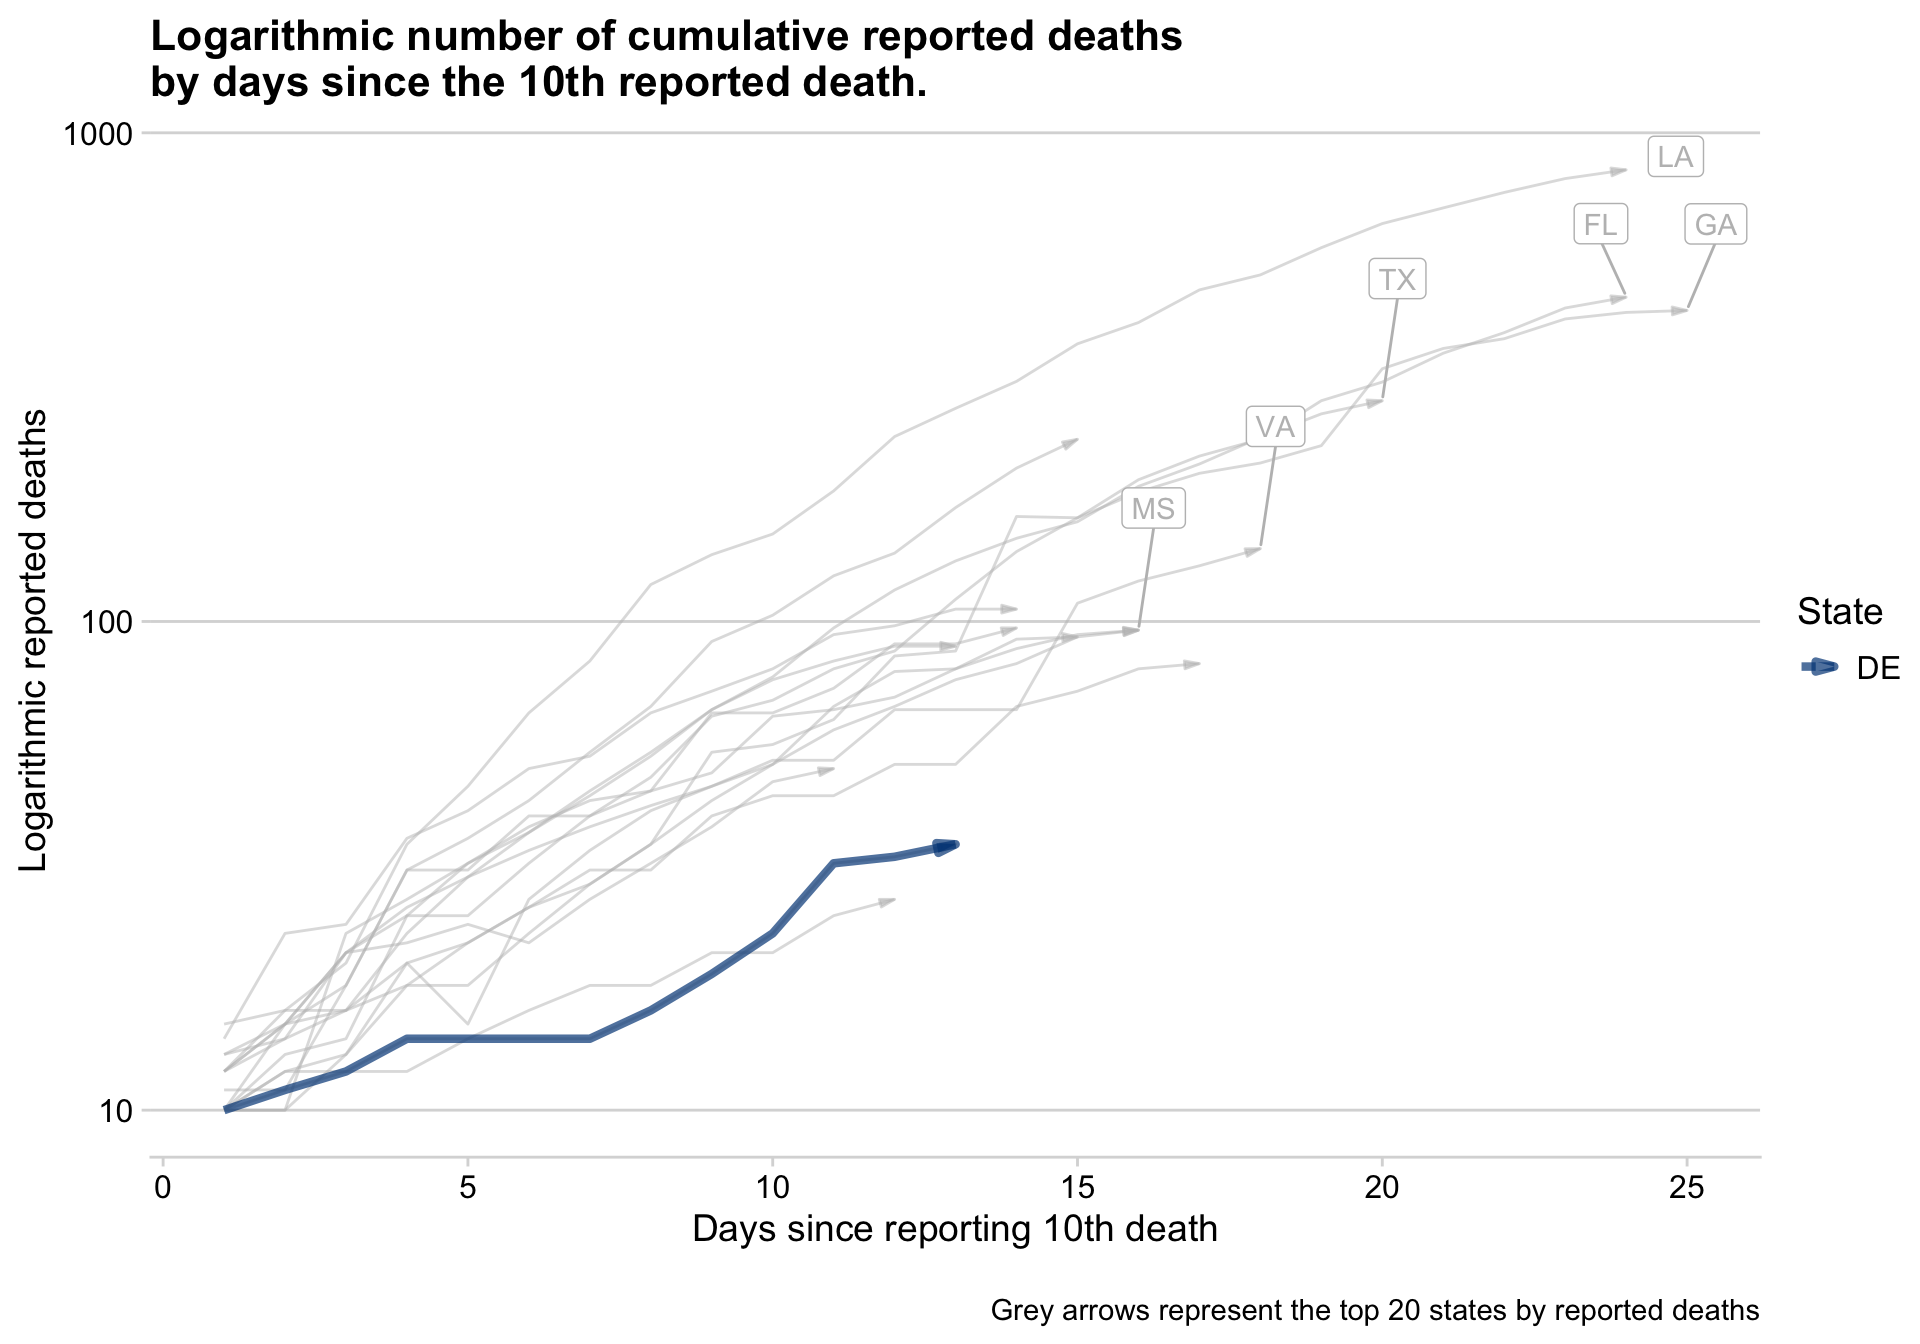 Logarithmic number of cumulative reported deaths
by days since the 10th reported death.
1000
LA
FL
GA
TX
VA
MS
100
10
Logarithmic reported deaths
State
DE
0 5 10 15 20 25
Days since reporting 10th death
Grey arrows represent the top 20 states by reported deaths